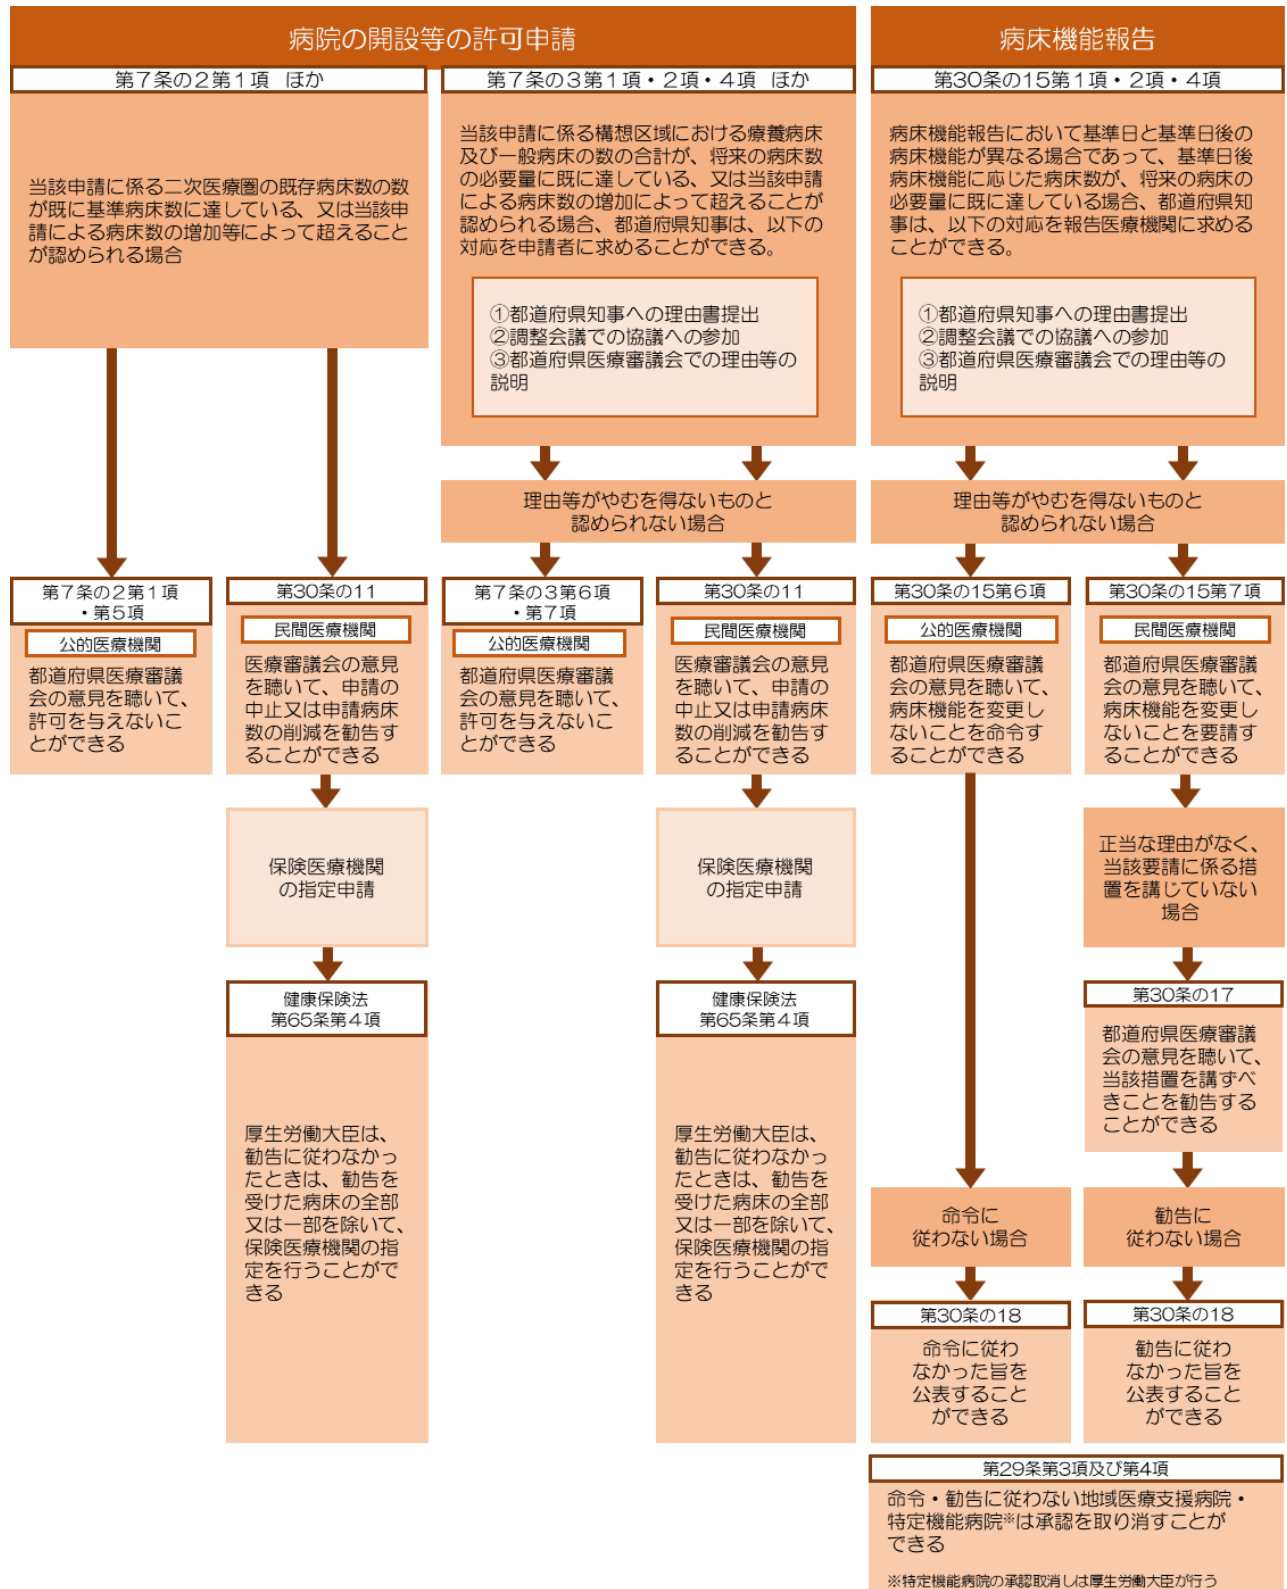 病院の開設等の許可申請
第7条の2第1項 ほか
当該申請に係る二次医療圏の既存病床数の数
が既に基準病床数に達している、又は当該申
請による病床数の増加等によって超えること
が認められる場合
第7条の3第1項・2項・4項 ほか
当該申請に係る構想区域における療養病床
及び一般病床の数の合計が、将来の病床数
の必要量に既に達している、又は当該申請
による病床数の増加によって超えることが
認められる場合、都道府県知事は、以下の
対応を申請者に求めることができる。
①都道府県知事への理由書提出
②調整会議での協議への参加
③都道府県医療審議会での理由等の
説明
病床機能報告
第30条の15第1項・2項・4項
病床機能報告において基準日と基準日後の
病床機能が異なる場合であって、基準日後
病床機能に応じた病床数が、将来の病床の
必要量に既に達している場合、都道府県知
事は、以下の対応を報告医療機関に求める
ことができる。
①都道府県知事への理由書提出
②調整会議での協議への参加
③都道府県医療審議会での理由等の
説明
理由等がやむを得ないものと
認められない場合
理由等がやむを得ないものと
認められない場合
第7条の2第1項
・第5項
公的医療機関
都道府県医療審議
会の意見を聴いて、
許可を与えないこ
とができる
第30条の11
民間医療機関
医療審議会の意見
を聴いて、申請の
中止又は申請病床
数の削減を勧告す
ることができる
第7条の3第6項
・第7項
公的医療機関
都道府県医療審議
会の意見を聴いて、
許可を与えないこ
とができる
第30条の11
民間医療機関
医療審議会の意見
を聴いて、申請の
中止又は申請病床
数の削減を勧告す
ることができる
第30条の15第6項
公的医療機関
都道府県医療審議
会の意見を聴いて、
病床機能を変更し
ないことを命令す
ることができる
第30条の15第7項
民間医療機関
都道府県医療審議
会の意見を聴いて、
病床機能を変更し
ないことを要請す
ることができる
保険医療機関
の指定申請
保険医療機関
の指定申請
正当な理由がなく、
当該要請に係る措
置を講じていない
場合
健康保険法
第65条第4項
厚生労働大臣は、
勧告に従わなかっ
たときは、勧告を
受けた病床の全部
又は一部を除いて、
保険医療機関の指
定を行うことがで
きる
健康保険法
第65条第4項
厚生労働大臣は、
勧告に従わなかっ
たときは、勧告を
受けた病床の全部
又は一部を除いて、
保険医療機関の指
定を行うことがで
きる
第30条の17
都道府県医療審議
会の意見を聴いて、
当該措置を講ずべ
きことを勧告する
ことができる
命令に
従わない場合
勧告に
従わない場合
第30条の18
命令に従わ
なかった旨を
公表すること
ができる
第30条の18
勧告に従わ
なかった旨を
公表すること
ができる
第29条第3項及び第4項
命令・勧告に従わない地域医療支援病院・
特定機能病院※は承認を取り消すことが
できる
※特定機能病院の承認取消しは厚生労働大臣が行う